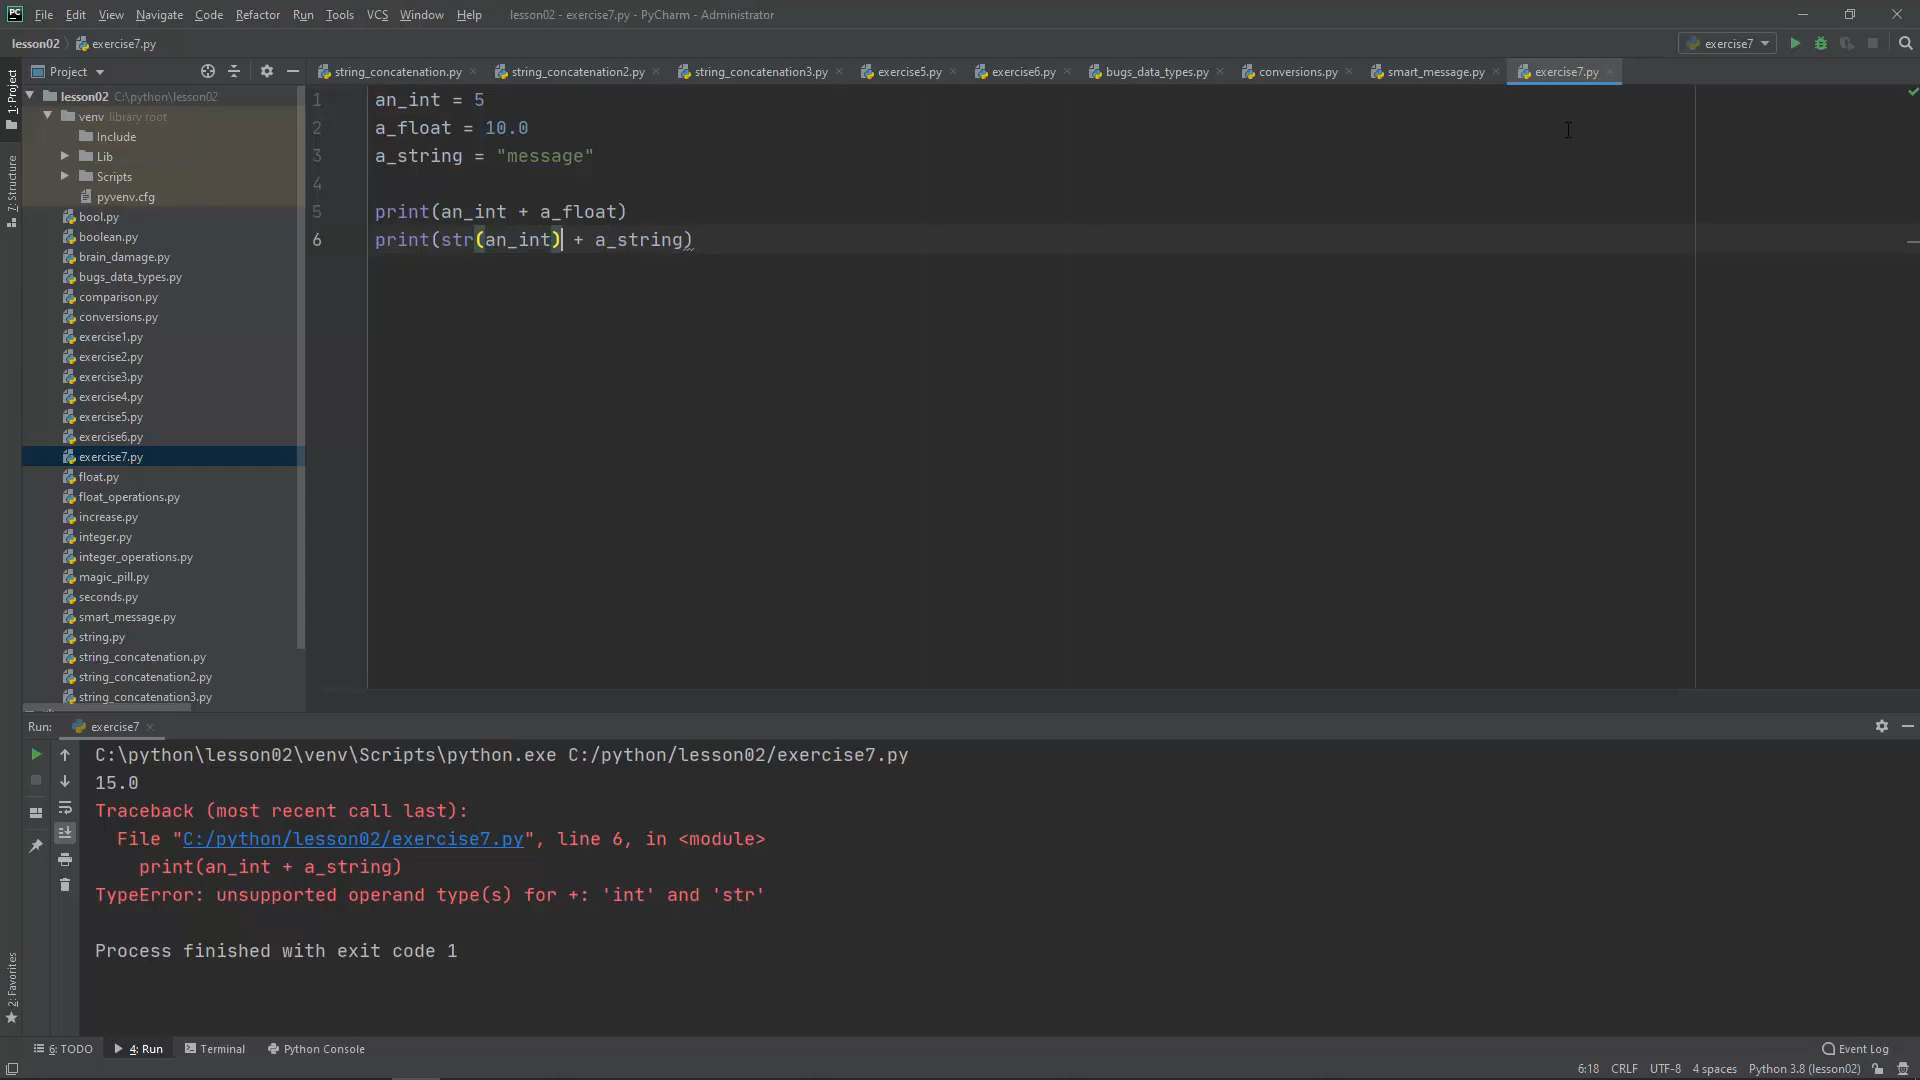 PC File Edit View Navigate Code Refactor Run Tools VCS Window Help lesson02 - exercise7.py - PyCharm - Administrator
lesson02 exercise7.py exercise7
Project string_concatenation.py string_concatenation2.py string_concatenation3.py exercise5.py exercise6.py bugs_data_types.py conversions.py smart_message.py exercise7.py
1: Project
7: Structure
2: Favorites
lesson02 C:\python\lesson02
venv library root
Include
Lib
Scripts
pyvenv.cfg
bool.py
boolean.py
brain_damage.py
bugs_data_types.py
comparison.py
conversions.py
exercise1.py
exercise2.py
exercise3.py
exercise4.py
exercise5.py
exercise6.py
exercise7.py
float.py
float_operations.py
increase.py
integer.py
integer_operations.py
magic_pill.py
seconds.py
smart_message.py
string.py
string_concatenation.py
string_concatenation2.py
string_concatenation3.py
1 an_int = 5
2 a_float = 10.0
3 a_string = "message"
4
5 print(an_int + a_float)
6 print(str(an_int) + a_string)
Run: exercise7
C:\python\lesson02\venv\Scripts\python.exe C:/python/lesson02/exercise7.py
15.0
Traceback (most recent call last):
File "C:/python/lesson02/exercise7.py", line 6, in <module>
print(an_int + a_string)
TypeError: unsupported operand type(s) for +: 'int' and 'str'
Process finished with exit code 1
6: TODO 4: Run Terminal Python Console Event Log
6:18 CRLF UTF-8 4 spaces Python 3.8 (lesson02)